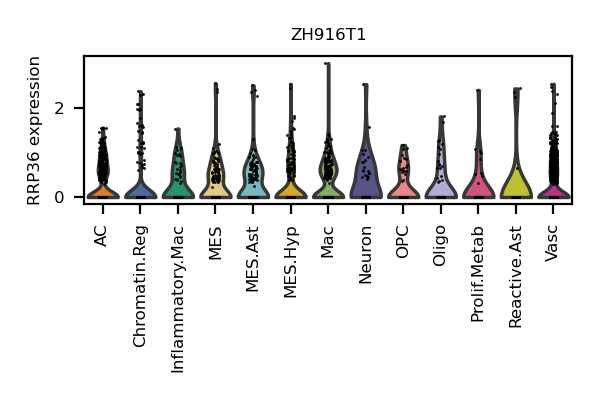 ZH916T1
RRP36 expression
2
0
AC
Chromatin.Reg
Inflammatory.Mac
MES
MES.Ast
MES.Hyp
Mac
Neuron
OPC
Oligo
Prolif.Metab
Reactive.Ast
Vasc